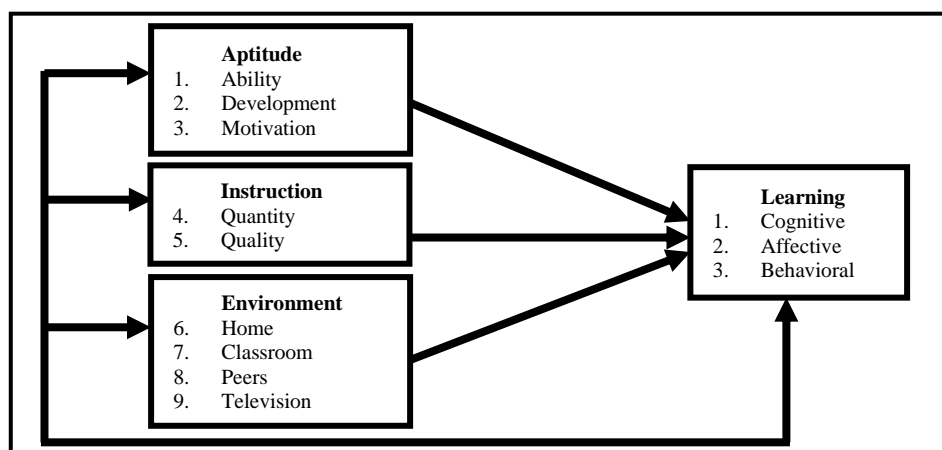 Aptitude
1. Ability
2. Development
3. Motivation
Instruction
4. Quantity
5. Quality
Environment
6. Home
7. Classroom
8. Peers
9. Television
Learning
1. Cognitive
2. Affective
3. Behavioral